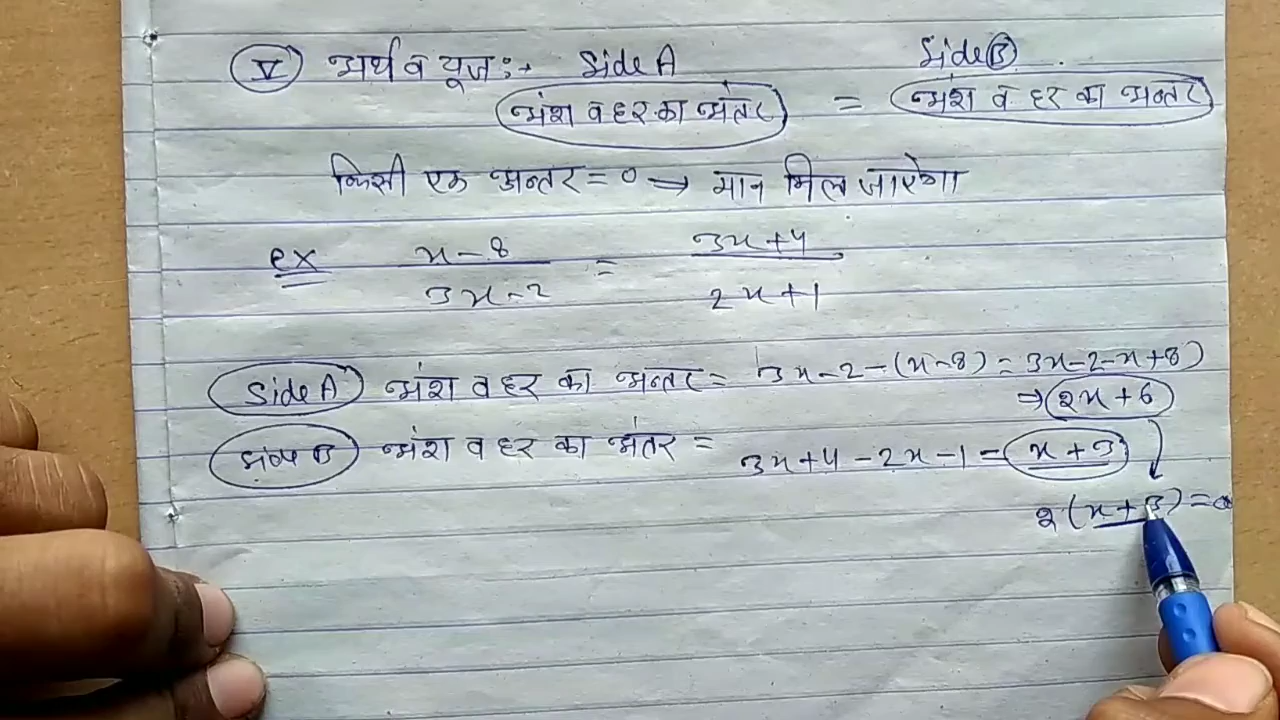 V अर्थ व यूज :- Side A Side B
अंश व हर का अंतर = अंश व हर का अन्तर
किसी एक अन्तर = 0 ⇒ मान मिल जाऐगा
ex x-8 / 3x-2 = 3x+4 / 2x+1
Side A अंश व हर का अन्तर = 3x-2-(x-8) = 3x-2-x+8)
⇒ 2x+6
Side B अंश व हर का अंतर = 3x+4-2x-1 = x+3
2(x+3)=0